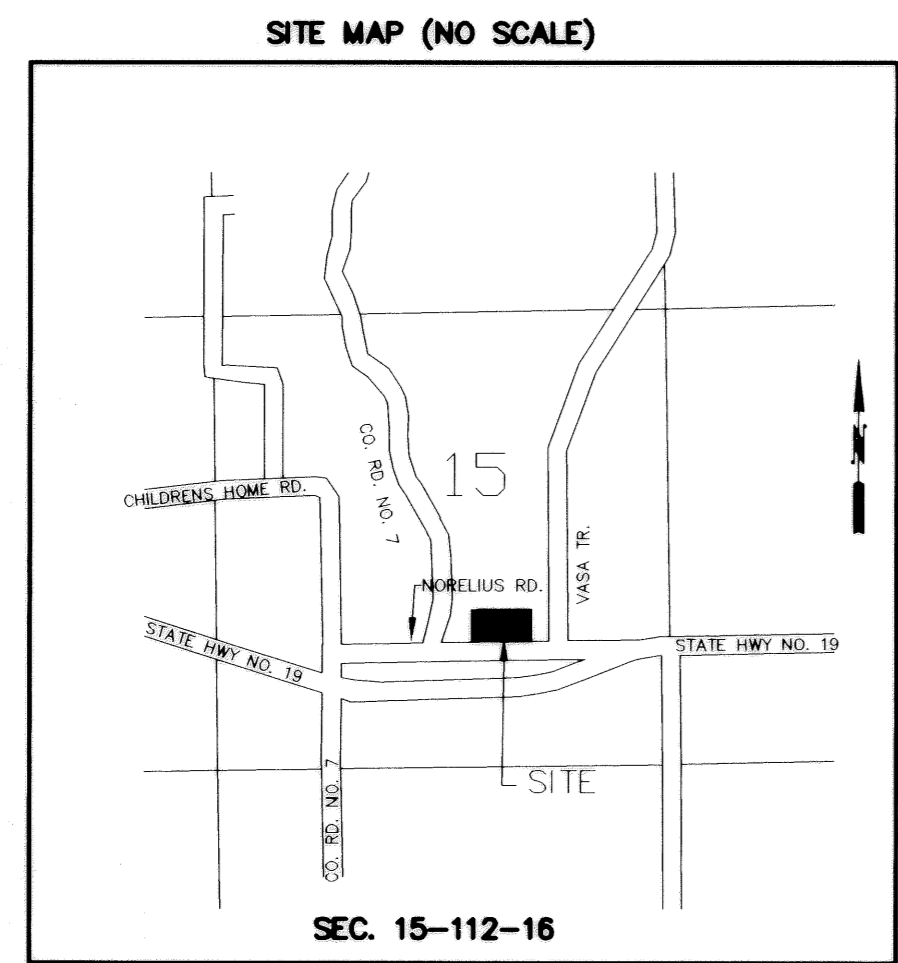 SITE MAP (NO SCALE)
CO. RD. NO. 7
15
N
CHILDRENS HOME RD.
VASA TR.
NORELIUS RD.
STATE HWY NO. 19
STATE HWY NO. 19
SITE
CO. RD. NO. 7
SEC. 15-112-16